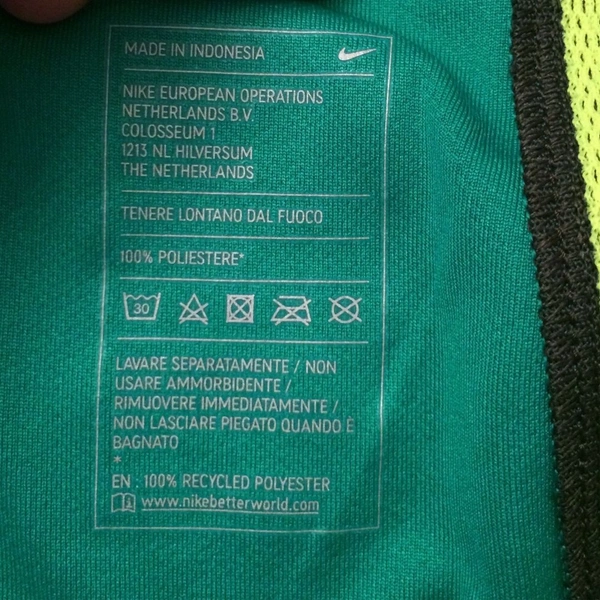 MADE IN INDONESIA
NIKE EUROPEAN OPERATIONS
NETHERLANDS B.V.
COLOSSEUM 1
1213 NL HILVERSUM
THE NETHERLANDS
TENERE LONTANO DAL FUOCO
100% POLIESTERE*
30
LAVARE SEPARATAMENTE / NON
USARE AMMORBIDENTE /
RIMUOVERE IMMEDIATAMENTE /
NON LASCIARE PIEGATO QUANDO È
BAGNATO
*
EN : 100% RECYCLED POLYESTER
www.nikebetterworld.com